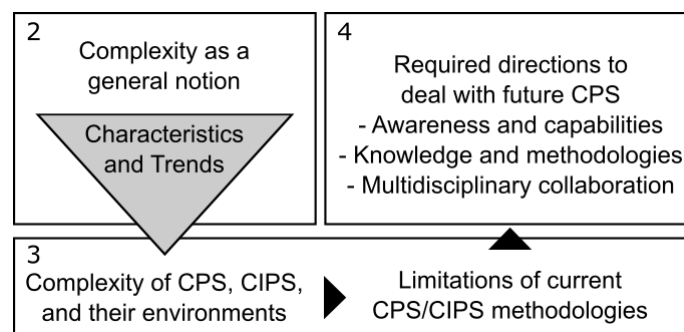 2
Complexity as a
general notion
Characteristics
and Trends
4
Required directions to
deal with future CPS
- Awareness and capabilities
- Knowledge and methodologies
- Multidisciplinary collaboration
3
Complexity of CPS, CIPS,
and their environments
Limitations of current
CPS/CIPS methodologies